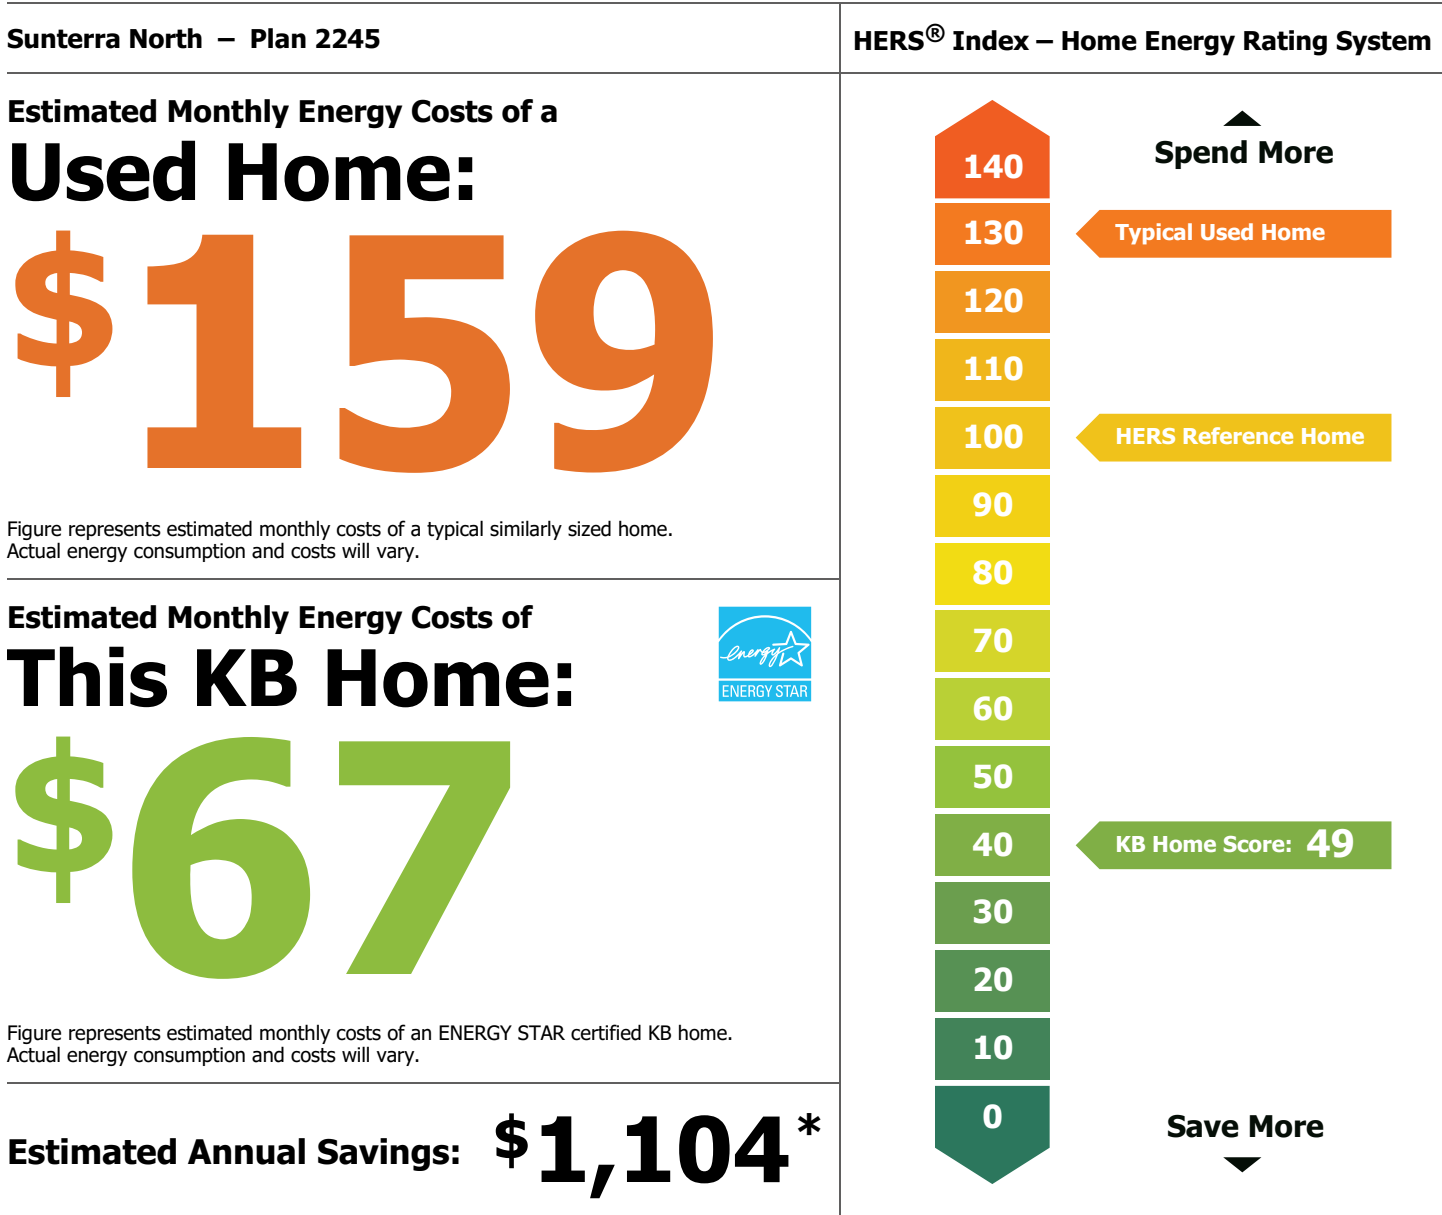 Sunterra North – Plan 2245
Estimated Monthly Energy Costs of a
Used Home:
$159
Figure represents estimated monthly costs of a typical similarly sized home.
Actual energy consumption and costs will vary.
Estimated Monthly Energy Costs of
This KB Home:
energy
ENERGY STAR
$67
Figure represents estimated monthly costs of an ENERGY STAR certified KB home.
Actual energy consumption and costs will vary.
Estimated Annual Savings: $1,104*
HERS® Index – Home Energy Rating System
Spend More
140
130 Typical Used Home
120
110
100 HERS Reference Home
90
80
70
60
50
40 KB Home Score: 49
30
20
10
0
Save More